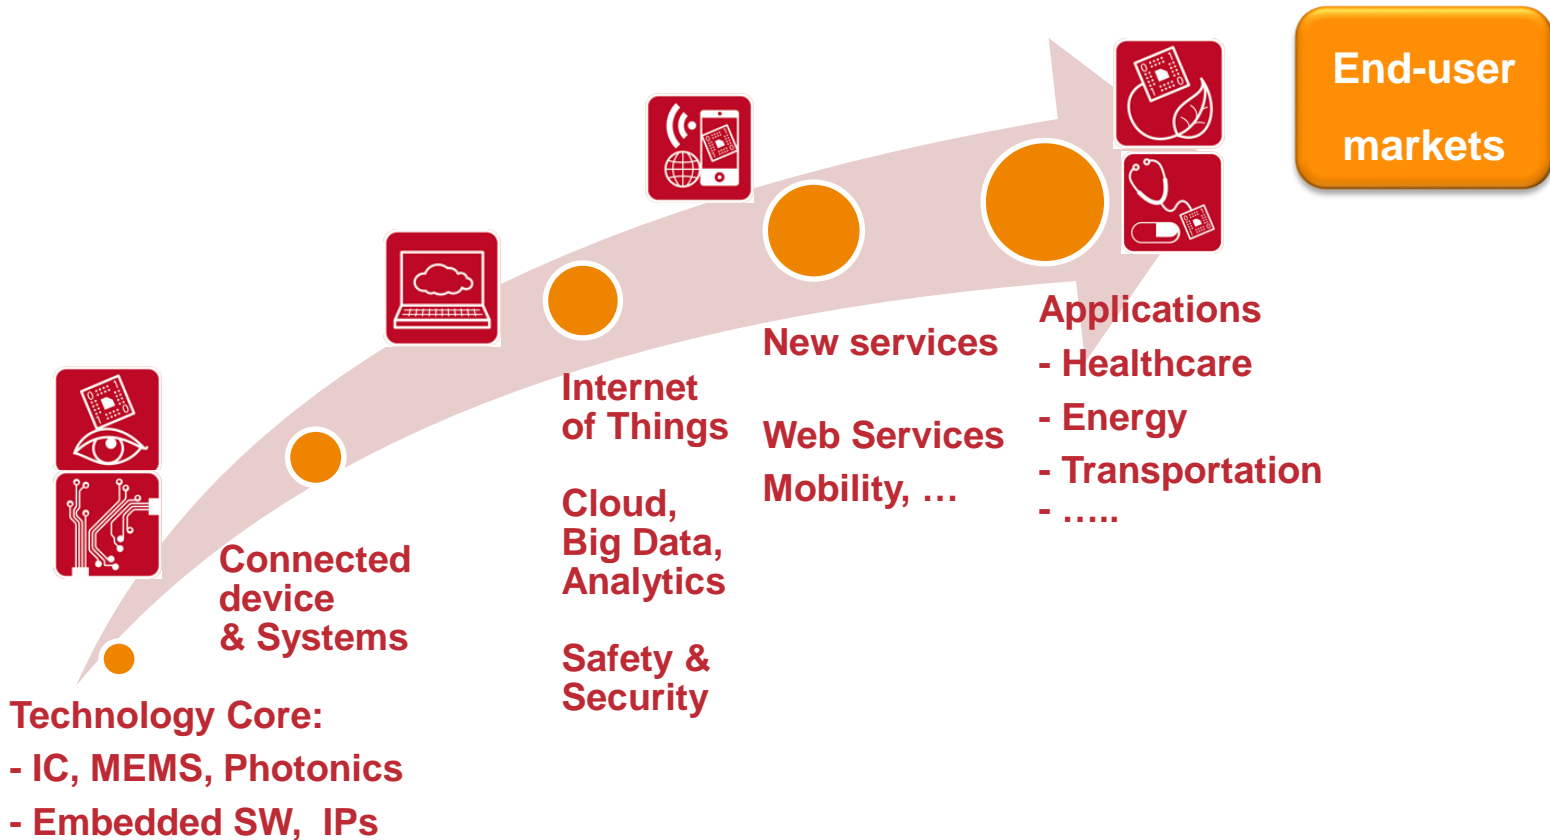 End-user
markets
Applications
- Healthcare
- Energy
- Transportation
- .....
New services
Web Services
Mobility, …
Internet
of Things
Cloud,
Big Data,
Analytics
Safety &
Security
Connected
device
& Systems
Technology Core:
- IC, MEMS, Photonics
- Embedded SW,  IPs